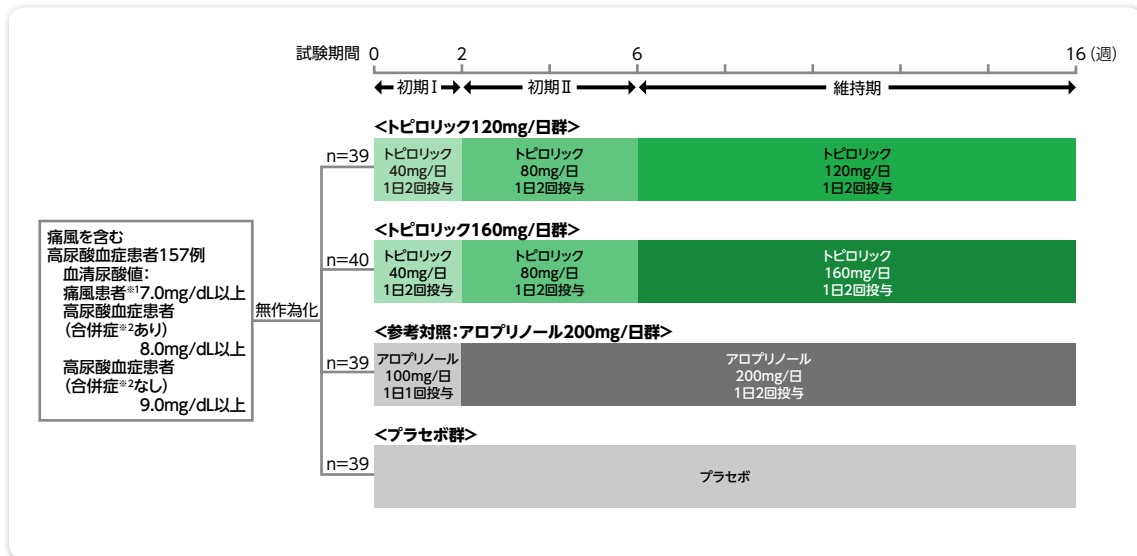 試験期間 0 2 6 16(週)
初期Ⅰ 初期Ⅱ 維持期
<トピロリック120mg/日群>
n=39
トピロリック
40mg/日
1日2回投与
トピロリック
80mg/日
1日2回投与
トピロリック
120mg/日
1日2回投与
<トピロリック160mg/日群>
n=40
トピロリック
40mg/日
1日2回投与
トピロリック
80mg/日
1日2回投与
トピロリック
160mg/日
1日2回投与
痛風を含む
高尿酸血症患者157例
血清尿酸値:
痛風患者※1 7.0mg/dL以上
高尿酸血症患者
(合併症※2あり)
8.0mg/dL以上
高尿酸血症患者
(合併症※2なし)
9.0mg/dL以上
無作為化
<参考対照:アロプリノール200mg/日群>
n=39
アロプリノール
100mg/日
1日1回投与
アロプリノール
200mg/日
1日2回投与
<プラセボ群>
n=39
プラセボ